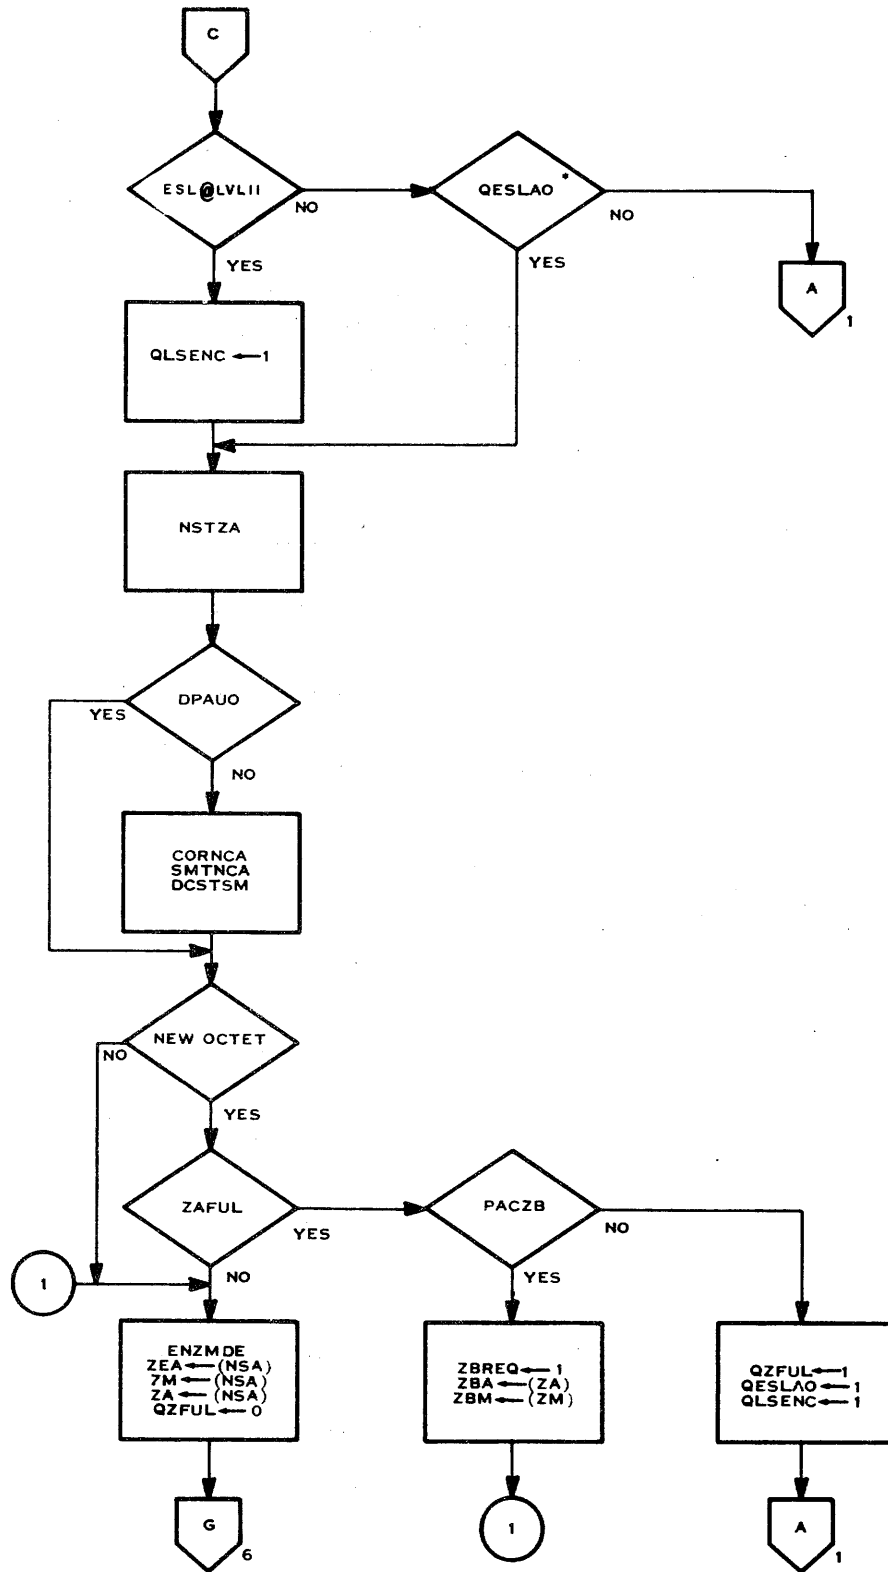 C
ESL@LVLII
NO
YES
QESLAO *
NO
YES
A
1
QLSENC ← 1
NSTZA
DPAUO
YES
NO
CORNCA
SMTNCA
DCSTSM
NEW OCTET
NO
YES
ZAFUL
YES
NO
PACZB
NO
YES
1
ENZMDE
ZEA ← (NSA)
ZM ← (NSA)
ZA ← (NSA)
QZFUL ← 0
ZBREQ ← 1
ZBA ← (ZA)
ZBM ← (ZM)
QZFUL ← 1
QESLAO ← 1
QLSENC ← 1
G
6
1
A
1